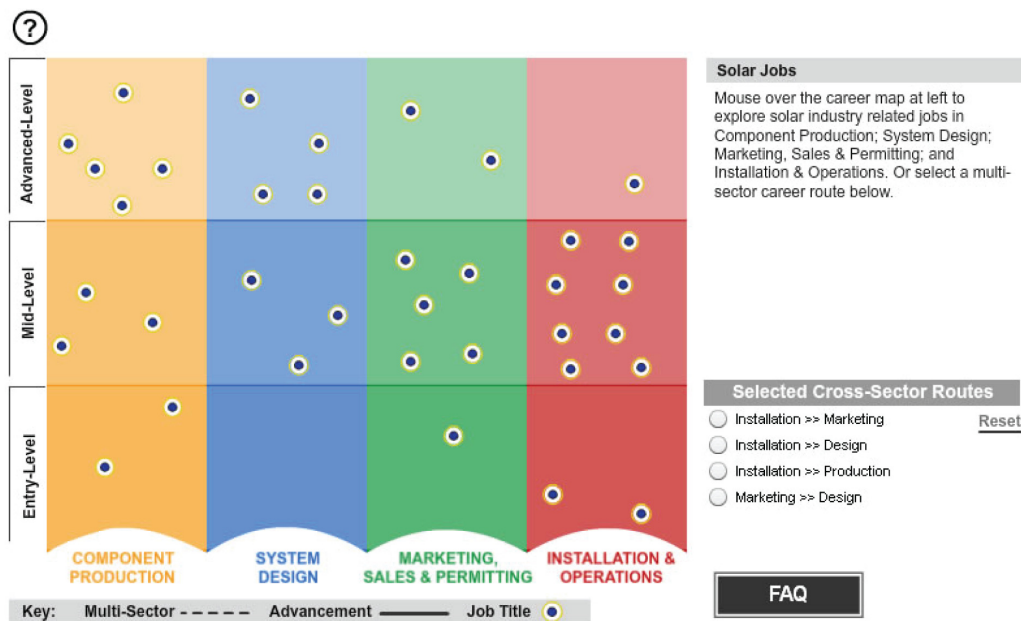 ?
Advanced-Level
Mid-Level
Entry-Level
COMPONENT
PRODUCTION
SYSTEM
DESIGN
MARKETING,
SALES & PERMITTING
INSTALLATION &
OPERATIONS
Key: Multi-Sector Advancement Job Title
Solar Jobs
Mouse over the career map at left to
explore solar industry related jobs in
Component Production; System Design;
Marketing, Sales & Permitting; and
Installation & Operations. Or select a multi-
sector career route below.
Selected Cross-Sector Routes
Installation >> Marketing
Reset
Installation >> Design
Installation >> Production
Marketing >> Design
FAQ